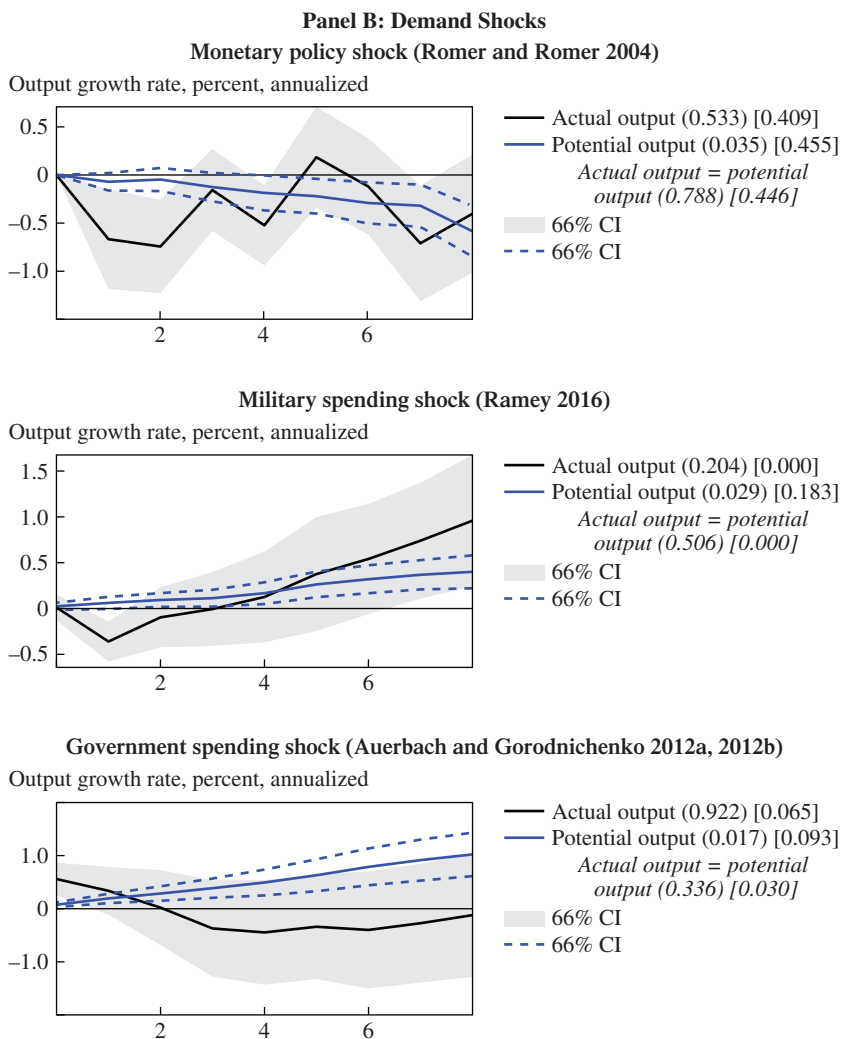 Panel B: Demand Shocks
Monetary policy shock (Romer and Romer 2004)
Output growth rate, percent, annualized
0.5
0
–0.5
–1.0
2
4
6
Actual output (0.533) [0.409]
Potential output (0.035) [0.455]
Actual output = potential
output (0.788) [0.446]
66% CI
66% CI
Military spending shock (Ramey 2016)
Output growth rate, percent, annualized
1.5
1.0
0.5
0
–0.5
2
4
6
Actual output (0.204) [0.000]
Potential output (0.029) [0.183]
Actual output = potential
output (0.506) [0.000]
66% CI
66% CI
Government spending shock (Auerbach and Gorodnichenko 2012a, 2012b)
Output growth rate, percent, annualized
1.0
0
–1.0
2
4
6
Actual output (0.922) [0.065]
Potential output (0.017) [0.093]
Actual output = potential
output (0.336) [0.030]
66% CI
66% CI